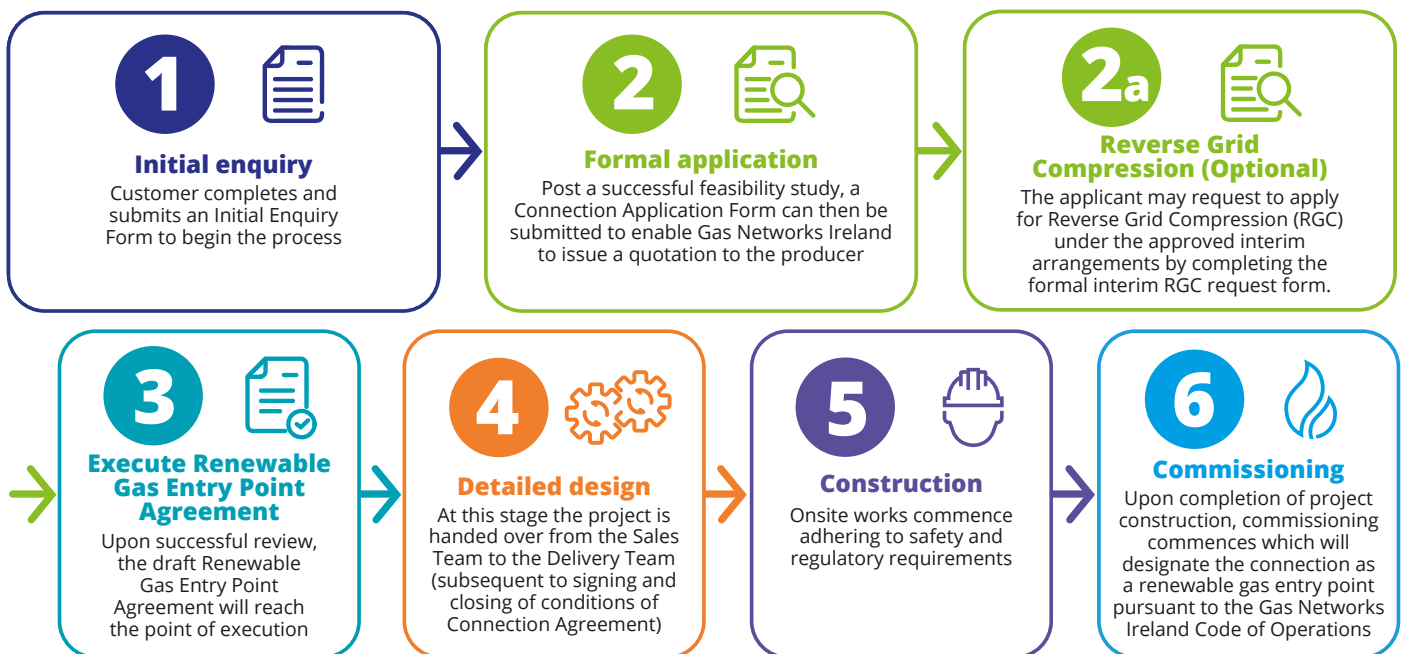 1
Initial enquiry
Customer completes and
submits an Initial Enquiry
Form to begin the process
2
Formal application
Post a successful feasibility study, a
Connection Application Form can then be
submitted to enable Gas Networks Ireland
to issue a quotation to the producer
2a
Reverse Grid
Compression (Optional)
The applicant may request to apply
for Reverse Grid Compression (RGC)
under the approved interim
arrangements by completing the
formal interim RGC request form.
3
Execute Renewable
Gas Entry Point
Agreement
Upon successful review,
the draft Renewable
Gas Entry Point
Agreement will reach
the point of execution
4
Detailed design
At this stage the project is
handed over from the Sales
Team to the Delivery Team
(subsequent to signing and
closing of conditions of
Connection Agreement)
5
Construction
Onsite works commence
adhering to safety and
regulatory requirements
6
Commissioning
Upon completion of project
construction, commissioning
commences which will
designate the connection as
a renewable gas entry point
pursuant to the Gas Networks
Ireland Code of Operations